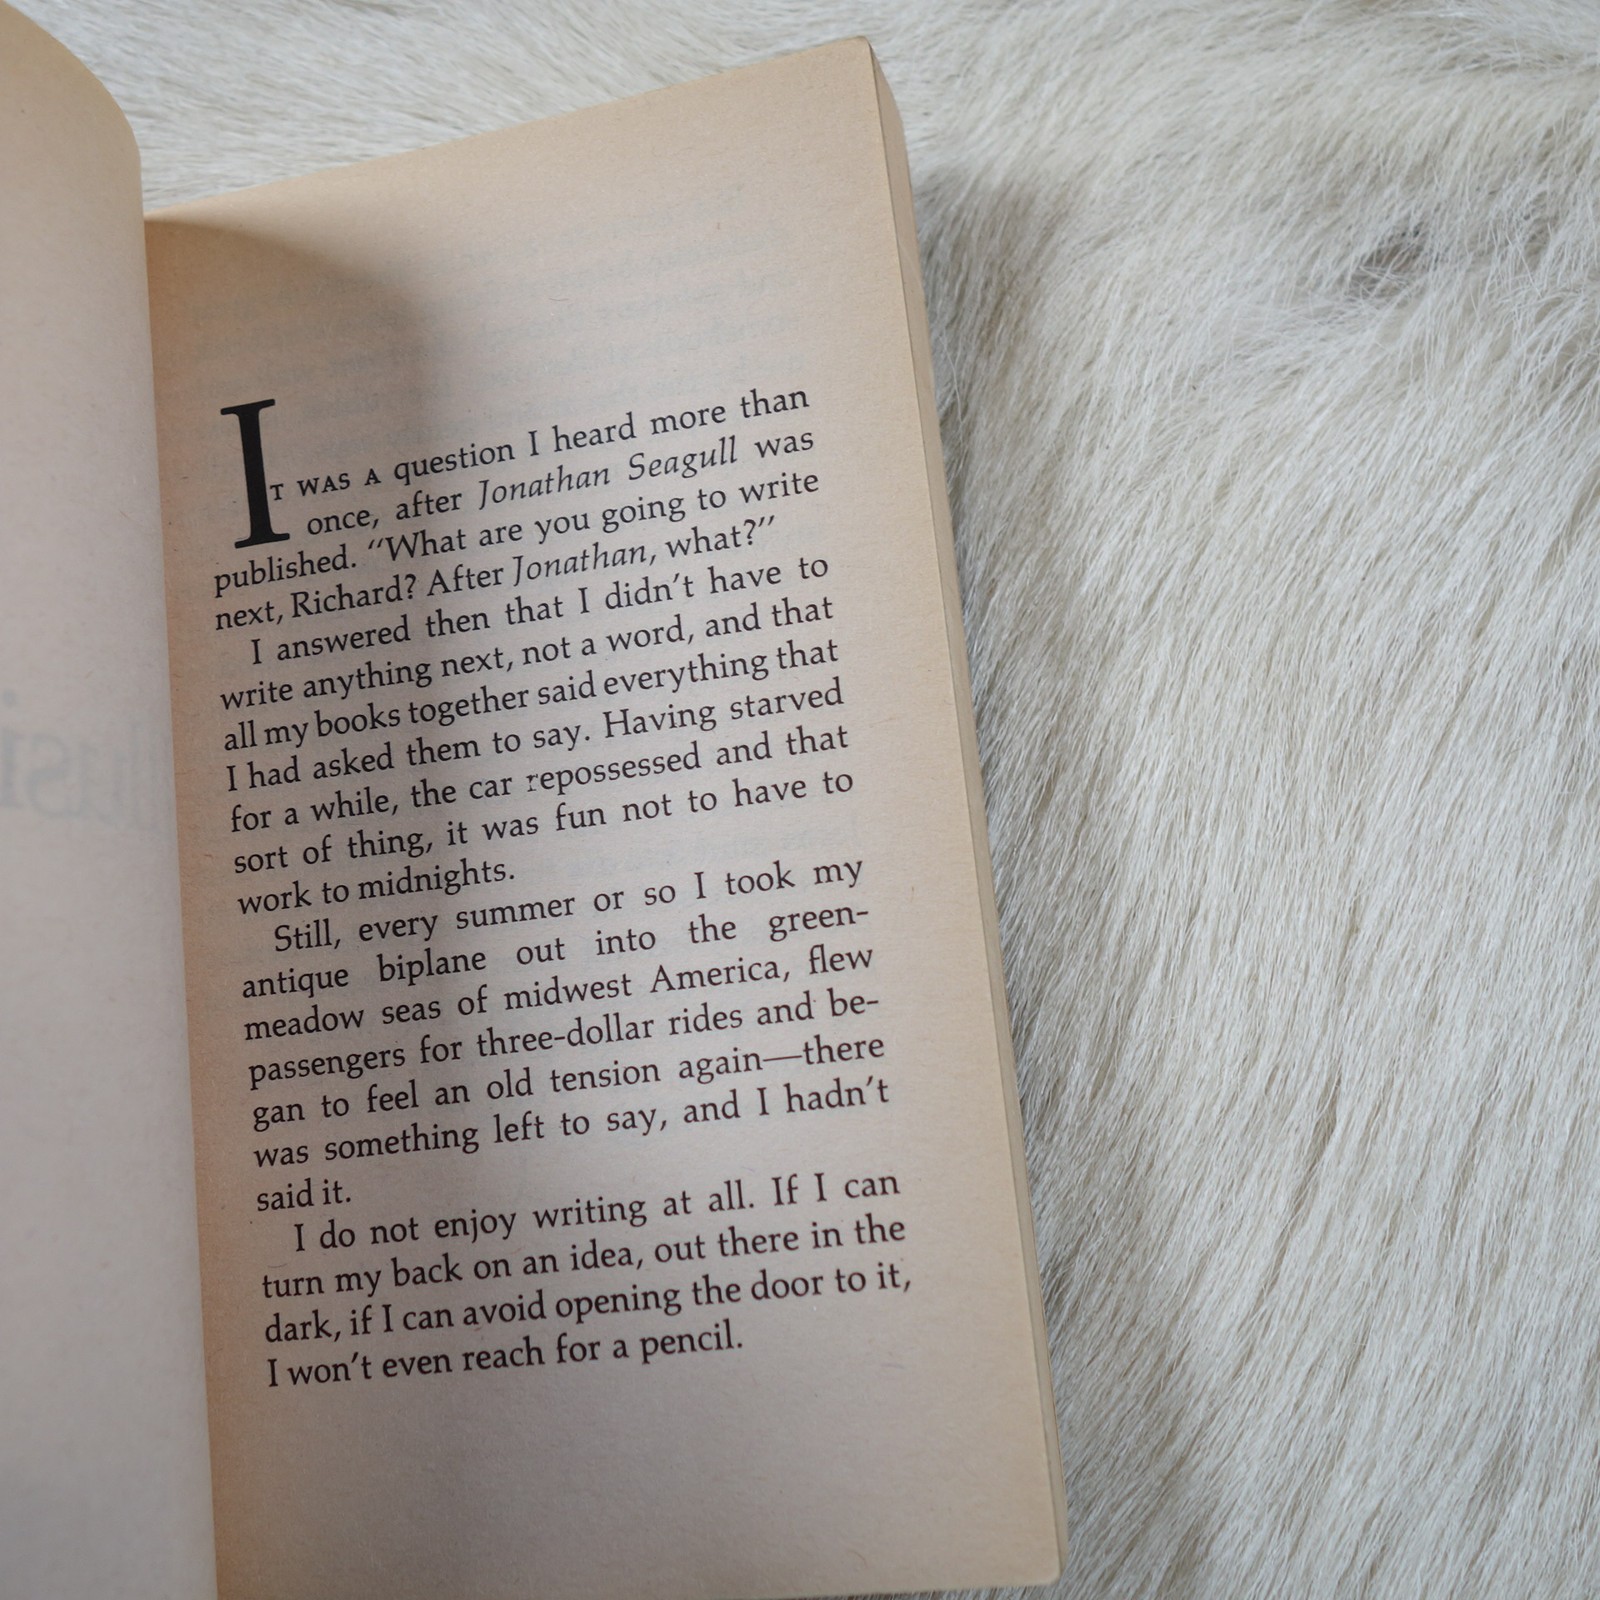 IT WAS A question I heard more than
once, after Jonathan Seagull was
published. "What are you going to write
next, Richard? After Jonathan, what?"
I answered then that I didn't have to
write anything next, not a word, and that
all my books together said everything that
I had asked them to say. Having starved
for a while, the car repossessed and that
sort of thing, it was fun not to have to
work to midnights.
Still, every summer or so I took my
antique biplane out into the green-
meadow seas of midwest America, flew
passengers for three-dollar rides and be-
gan to feel an old tension again—there
was something left to say, and I hadn't
said it.
I do not enjoy writing at all. If I can
turn my back on an idea, out there in the
dark, if I can avoid opening the door to it,
I won't even reach for a pencil.